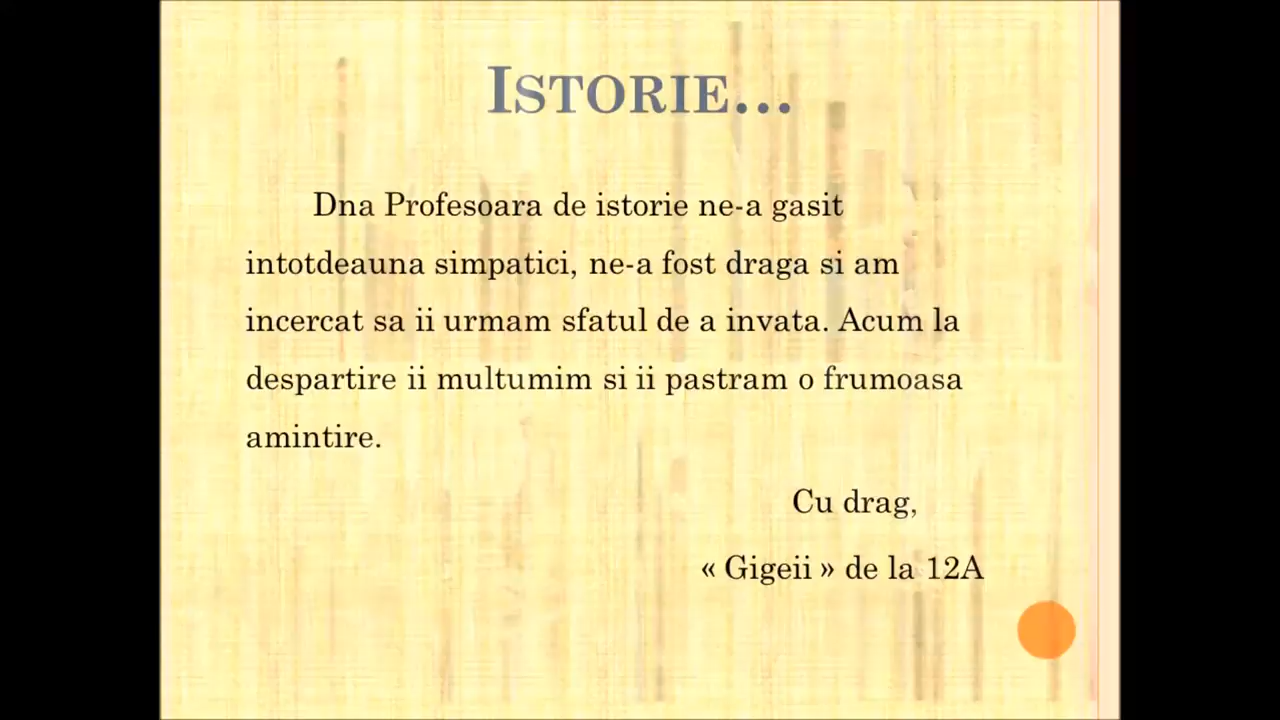 ISTORIE...
Dna Profesoara de istorie ne-a gasit
intotdeauna simpatici, ne-a fost draga si am
incercat sa ii urmam sfatul de a invata. Acum la
despartire ii multumim si ii pastram o frumoasa
amintire.
Cu drag,
« Gigeii » de la 12A